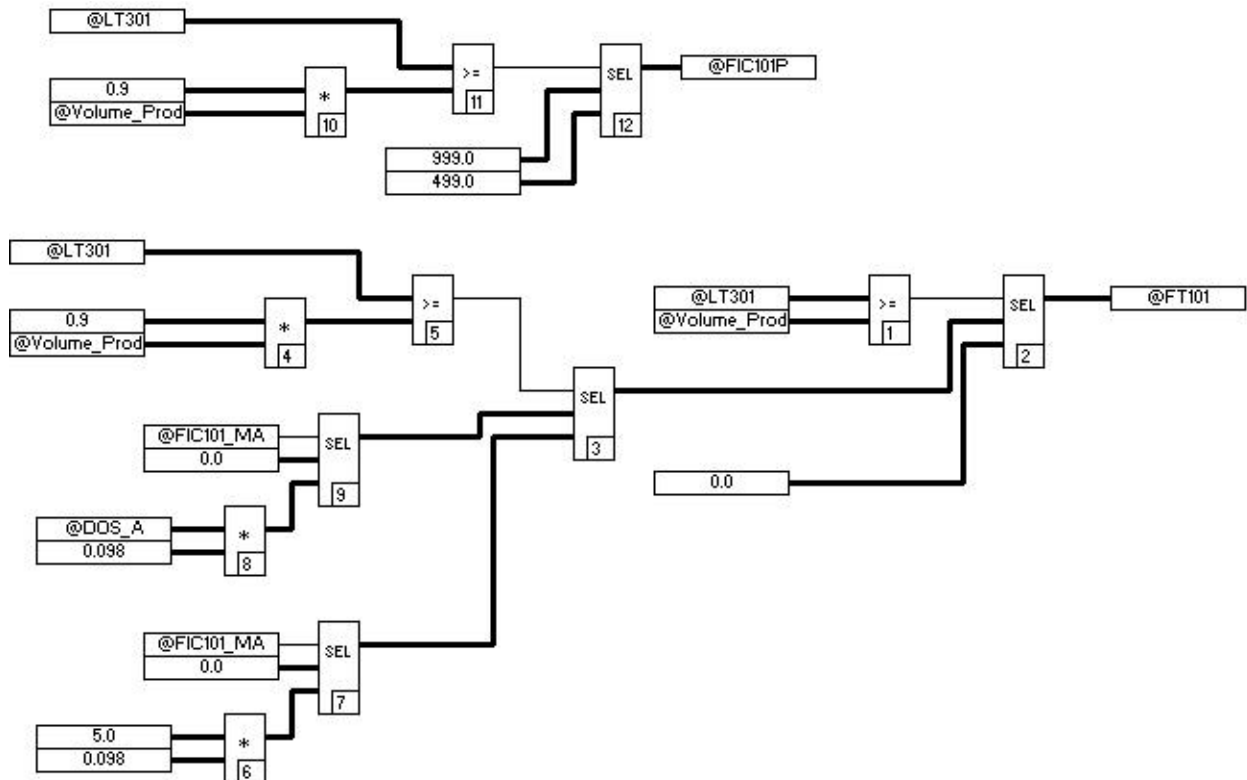 @LT301
0.9
@Volume_Prod
*
10
>=
11
SEL
12
@FIC101P
999.0
499.0
@LT301
0.9
@Volume_Prod
*
4
>=
5
@LT301
@Volume_Prod
>=
1
SEL
2
@FT101
SEL
3
@FIC101_MA
0.0
SEL
9
0.0
@DOS_A
0.098
*
8
@FIC101_MA
0.0
SEL
7
5.0
0.098
*
6